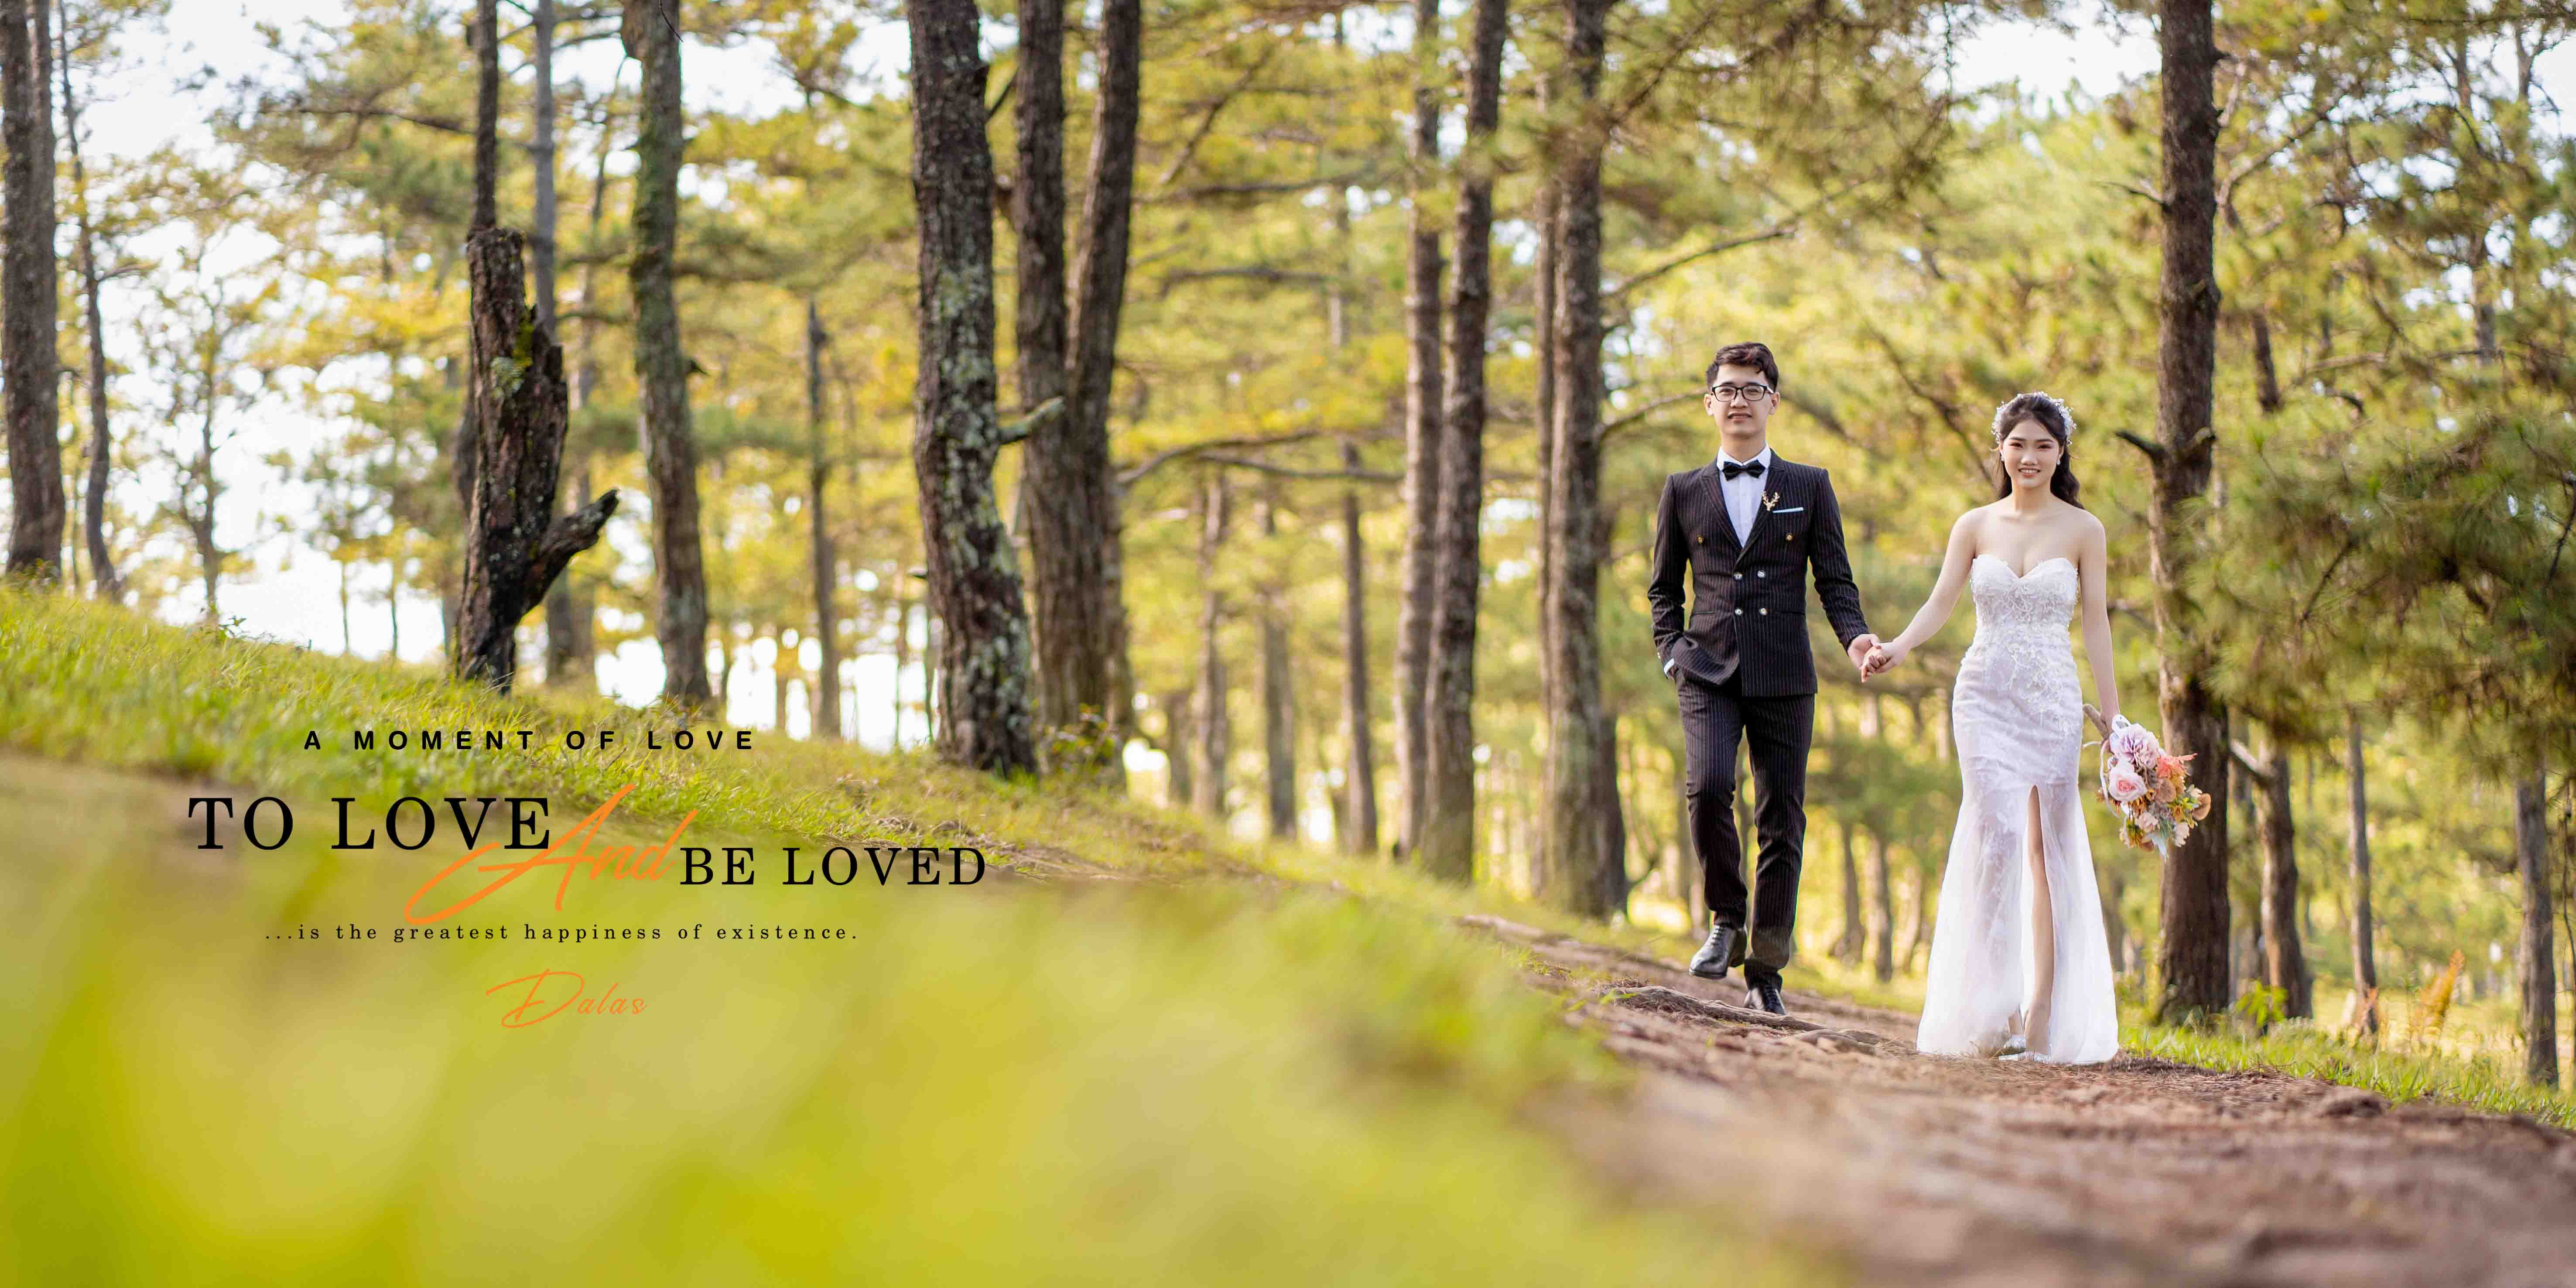 A MOMENT OF LOVE
TO LOVE And BE LOVED
...is the greatest happiness of existence.
Dalas